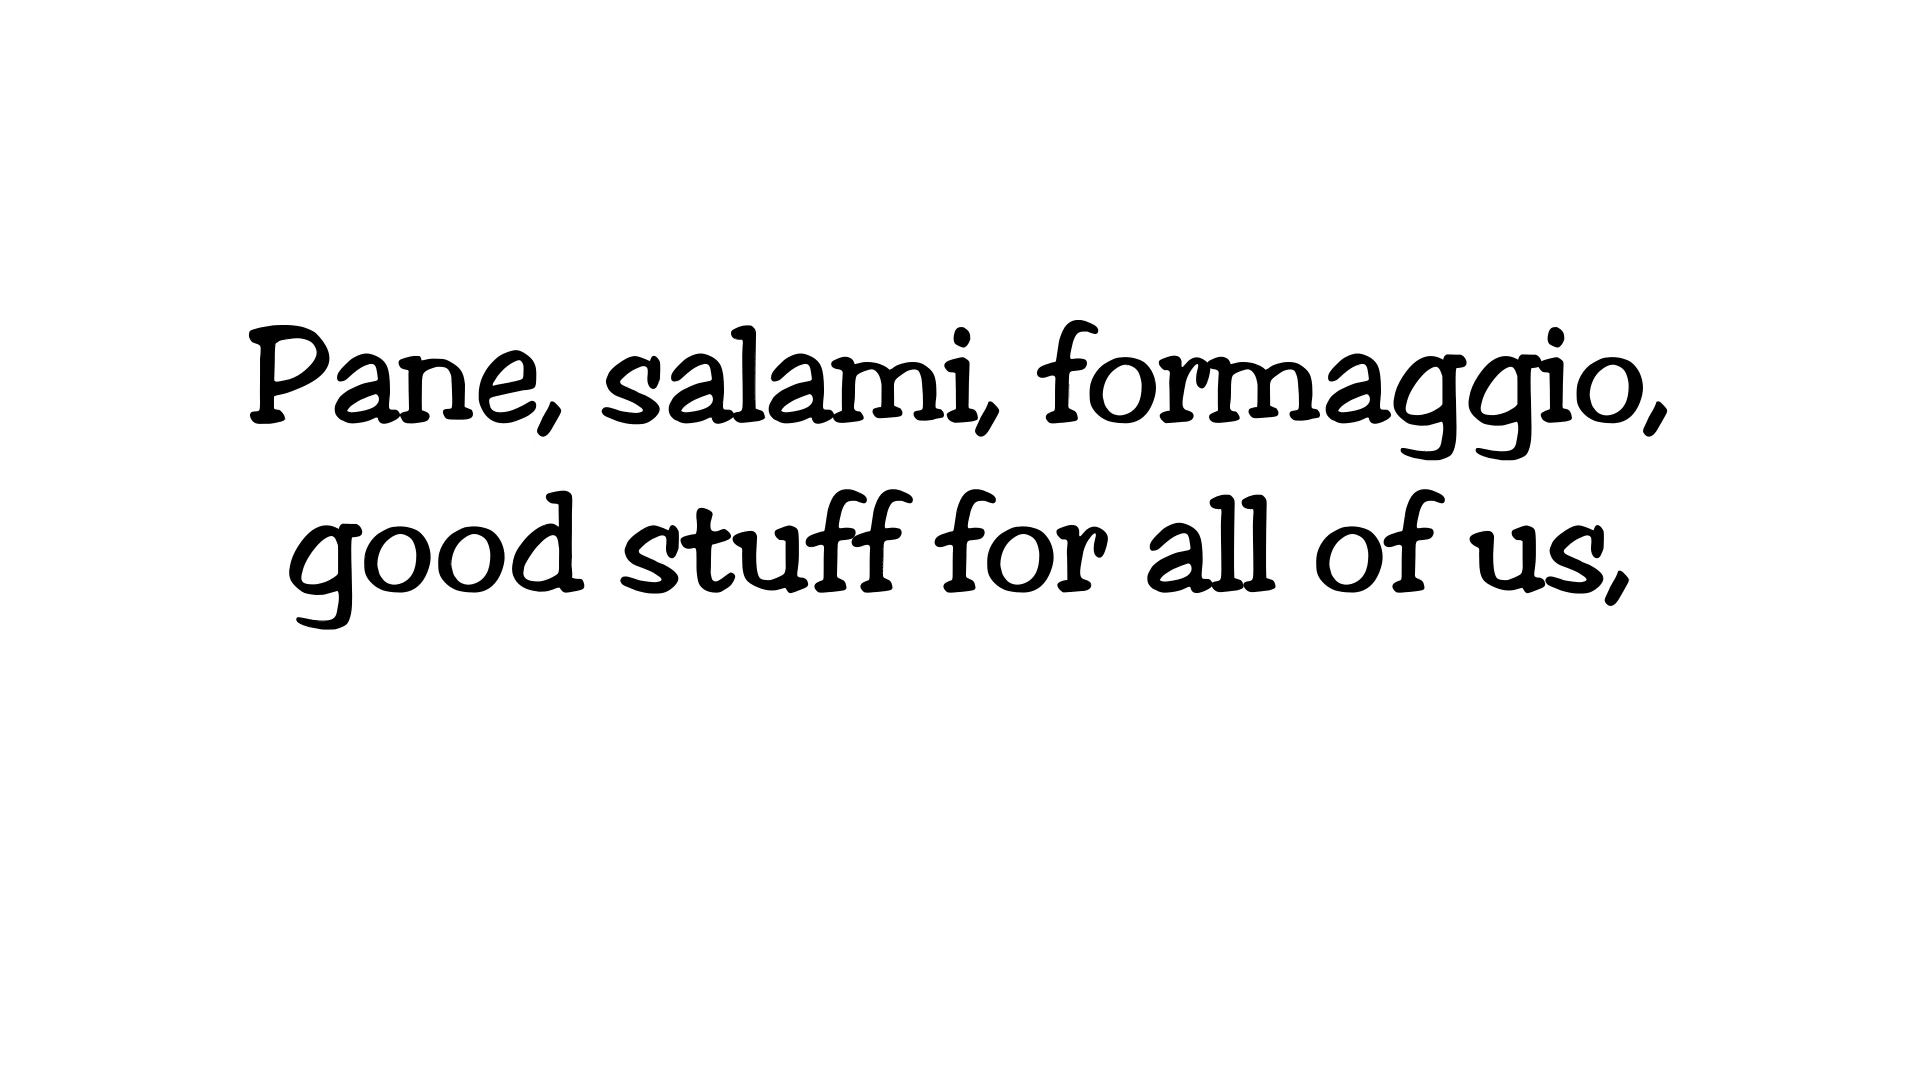 Pane, salami, formaggio,
good stuff for all of us,